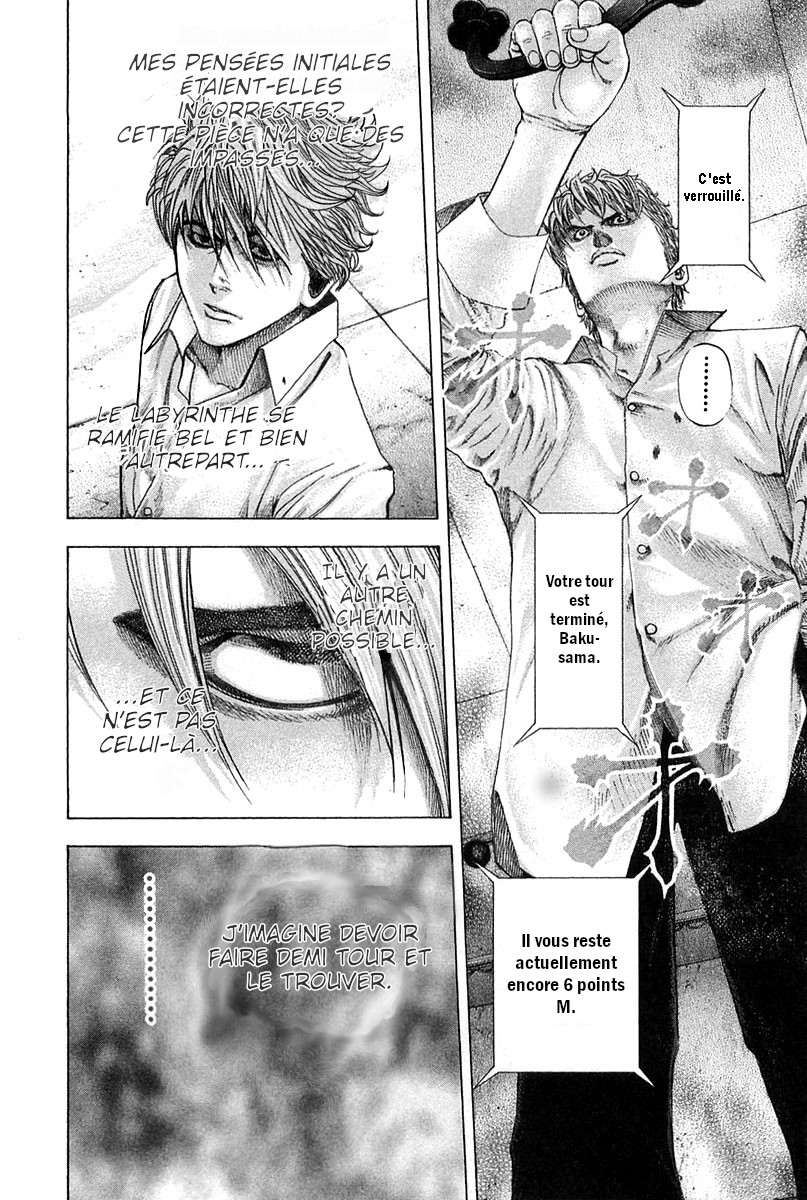 C'est
verrouillé.
.......
Votre tour
est
terminé,
Baku-
sama.
Il vous reste
actuellement
encore 6 points
M.
MES PENSÉES INITIALES
ÉTAIENT-ELLES
INCORRECTES?
CETTE PIÈCE N'A QUE DES
IMPASSES...
LE LABYRINTHE SE
RAMIFIE BEL ET BIEN
AUTREPART...
IL Y A UN
AUTRE
CHEMIN
POSSIBLE...
...ET CE
N'EST PAS
CELUI-LÀ...
J'IMAGINE DEVOIR
FAIRE DEMI TOUR ET
LE TROUVER.
................